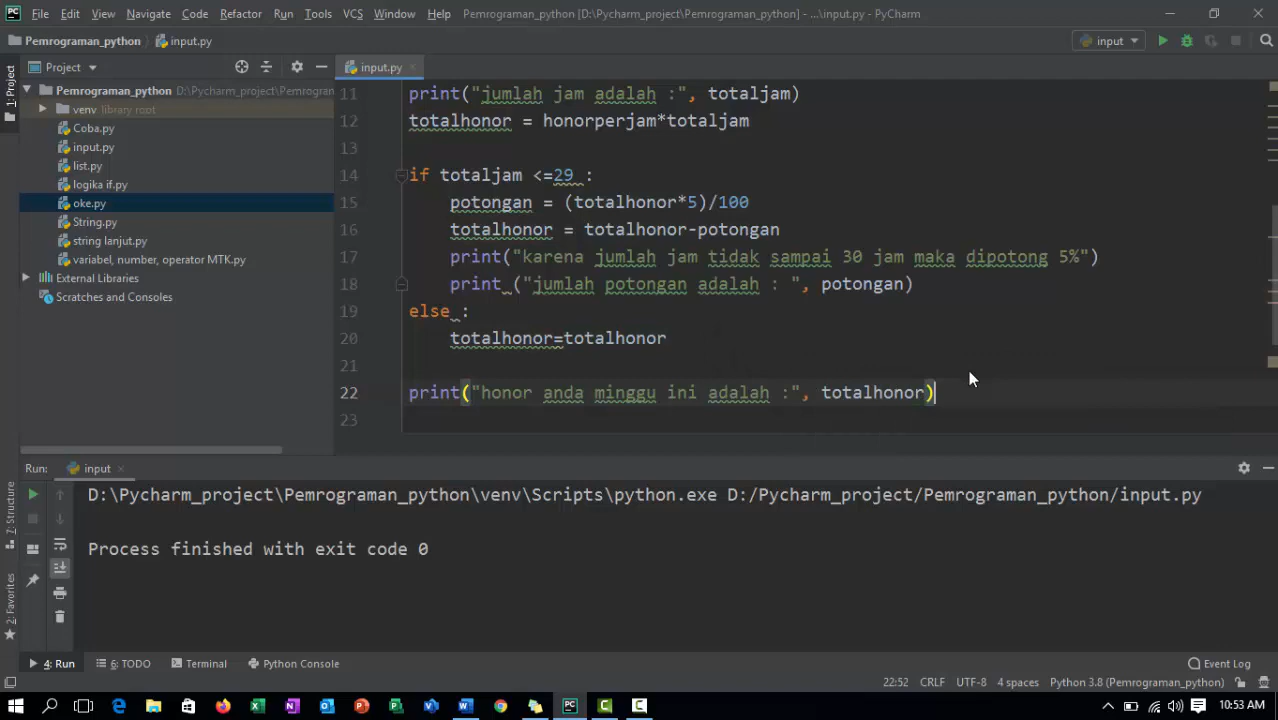 File Edit View Navigate Code Refactor Run Tools VCS Window Help Pemrograman_python [D:\Pycharm_project\Pemrograman_python] - ...\input.py - PyCharm
Pemrograman_python input.py input
Project input.py
1: Project
Pemrograman_python D:\Pycharm_project\Pemrogram
venv library root
Coba.py
input.py
list.py
logika if.py
oke.py
String.py
string lanjut.py
variabel, number, operator MTK.py
External Libraries
Scratches and Consoles
11 print("jumlah jam adalah :", totaljam)
12 totalhonor = honorperjam*totaljam
13
14 if totaljam <=29 :
15 potongan = (totalhonor*5)/100
16 totalhonor = totalhonor-potongan
17 print("karena jumlah jam tidak sampai 30 jam maka dipotong 5%")
18 print ("jumlah potongan adalah : ", potongan)
19 else :
20 totalhonor=totalhonor
21
22 print("honor anda minggu ini adalah :", totalhonor)
23
Run: input
D:\Pycharm_project\Pemrograman_python\venv\Scripts\python.exe D:/Pycharm_project/Pemrograman_python/input.py
Process finished with exit code 0
7: Structure
2: Favorites
4: Run 6: TODO Terminal Python Console Event Log
22:52 CRLF UTF-8 4 spaces Python 3.8 (Pemrograman_python)
10:53 AM